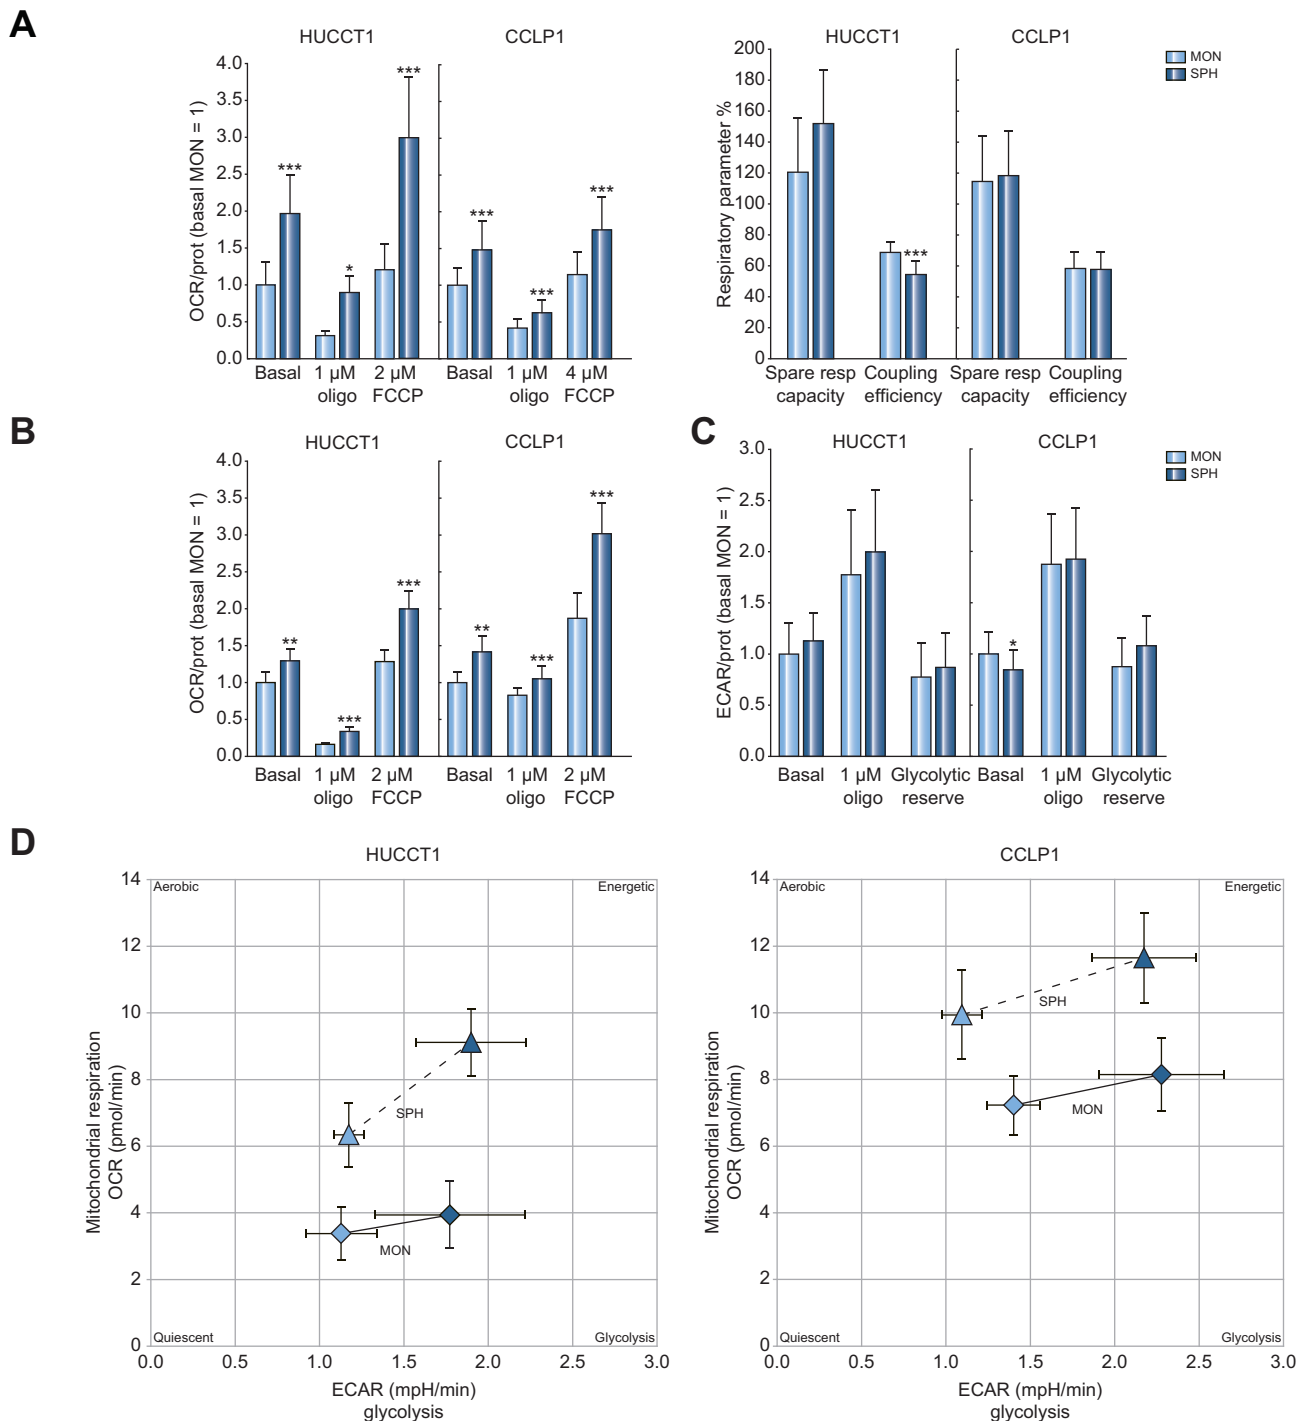 A
HUCCT1
CCLP1
OCR/prot (basal MON = 1)
4.0
3.5
3.0
2.5
2.0
1.5
1.0
0.5
0.0
***
*
***
***
***
***
Basal
1 µM
oligo
2 µM
FCCP
Basal
1 µM
oligo
4 µM
FCCP
HUCCT1
CCLP1
Respiratory parameter %
200
180
160
140
120
100
80
60
40
20
0
***
Spare resp
capacity
Coupling
efficiency
Spare resp
capacity
Coupling
efficiency
MON
SPH
B
HUCCT1
CCLP1
OCR/prot (basal MON = 1)
4.0
3.5
3.0
2.5
2.0
1.5
1.0
0.5
0.0
**
***
***
**
***
***
Basal
1 µM
oligo
2 µM
FCCP
Basal
1 µM
oligo
2 µM
FCCP
C
HUCCT1
CCLP1
ECAR/prot (basal MON = 1)
3.0
2.5
2.0
1.5
1.0
0.5
0.0
*
Basal
1 µM
oligo
Glycolytic
reserve
Basal
1 µM
oligo
Glycolytic
reserve
MON
SPH
D
HUCCT1
Mitochondrial respiration
OCR (pmol/min)
14
12
10
8
6
4
2
0
Aerobic
Energetic
SPH
MON
Quiescent
Glycolysis
0.0
0.5
1.0
1.5
2.0
2.5
3.0
ECAR (mpH/min)
glycolysis
CCLP1
Mitochondrial respiration
OCR (pmol/min)
14
12
10
8
6
4
2
0
Aerobic
Energetic
SPH
MON
Quiescent
Glycolysis
0.0
0.5
1.0
1.5
2.0
2.5
3.0
ECAR (mpH/min)
glycolysis